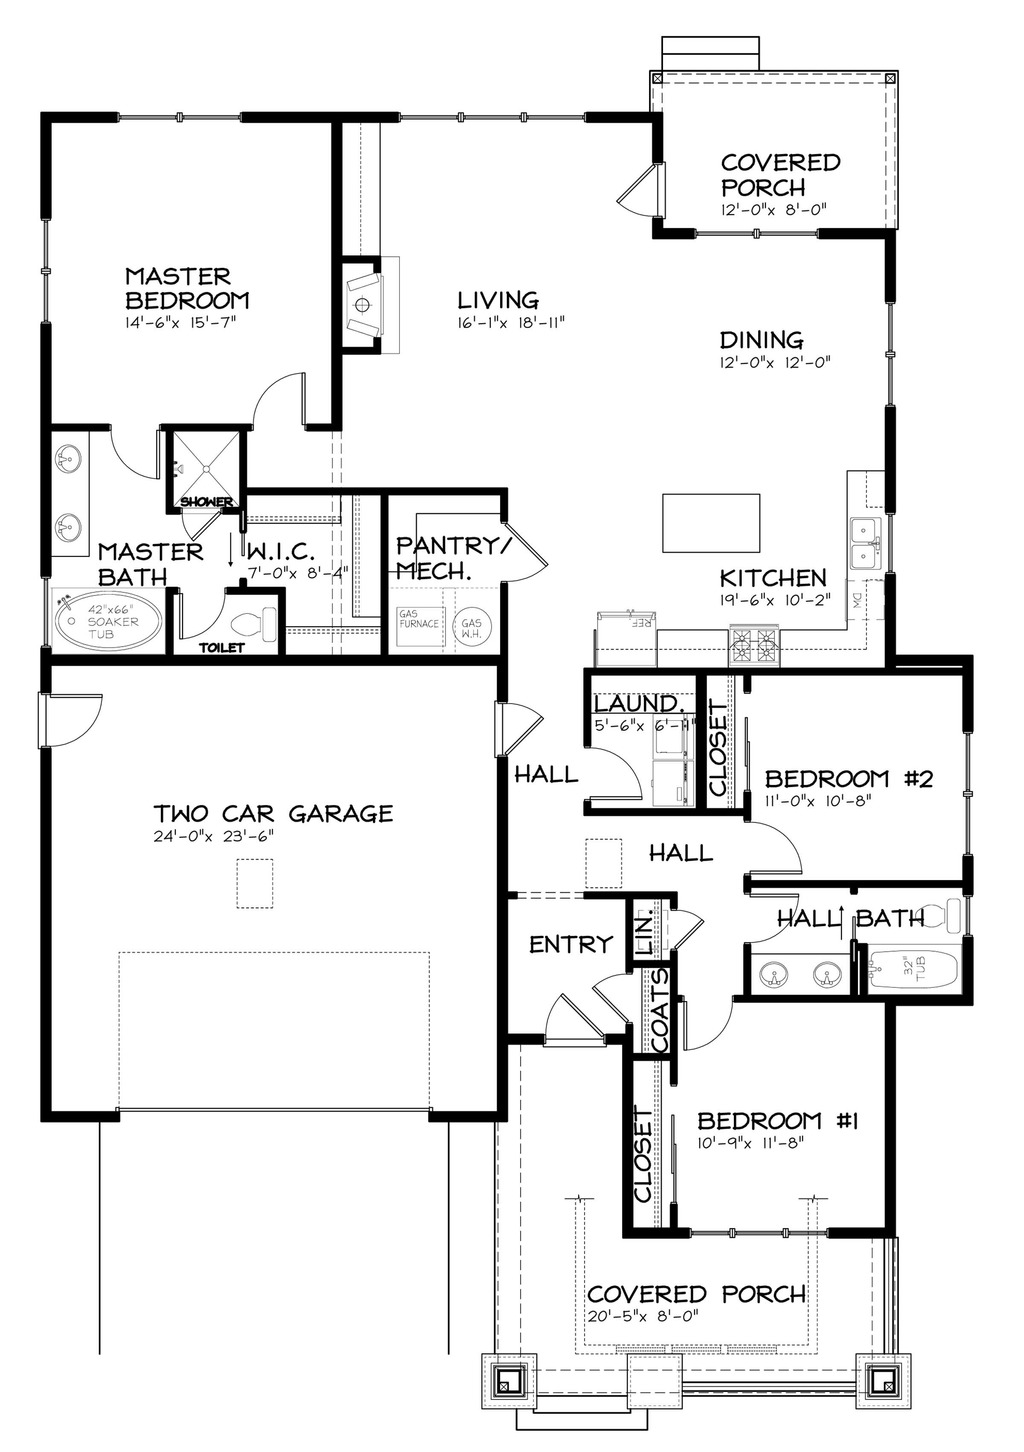 COVERED
PORCH
12'-0"x 8'-0"
MASTER
BEDROOM
14'-6"x 15'-7"
LIVING
16'-1"x 18'-11"
DINING
12'-0"x 12'-0"
SHOWER
MASTER
BATH
W.I.C.
7'-0"x 8'-4"
PANTRY/
MECH.
KITCHEN
19'-6"x 10'-2"
DW
42"x66"
SOAKER
TUB
TOILET
GAS
FURNACE
GAS
W.H.
REF
LAUND.
5'-6"x 6'-11"
CLOSET
HALL
BEDROOM #2
11'-0"x 10'-8"
TWO CAR GARAGE
24'-0"x 23'-6"
HALL
ENTRY
LIN.
HALL BATH
32"
TUB
COATS
CLOSET
BEDROOM #1
10'-9"x 11'-8"
COVERED PORCH
20'-5"x 8'-0"